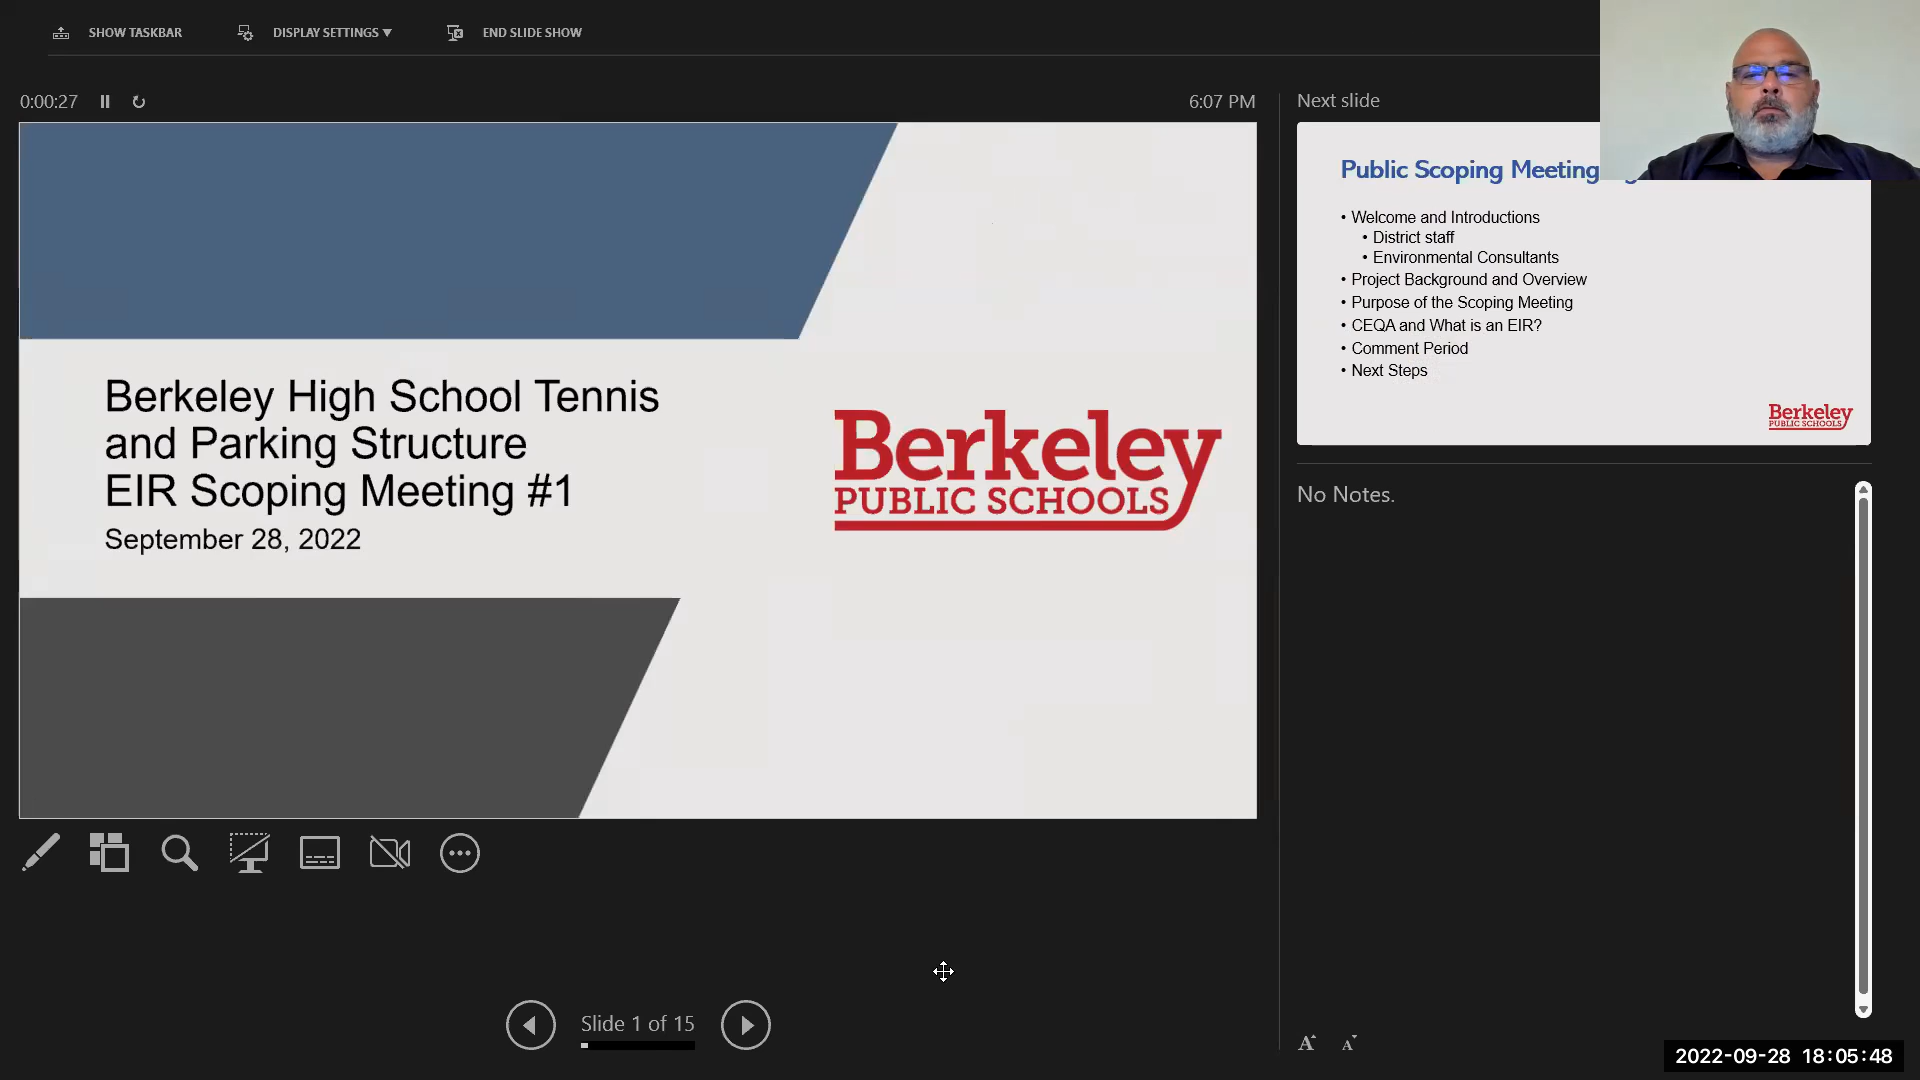 SHOW TASKBAR
DISPLAY SETTINGS ▼
END SLIDE SHOW
0:00:27
6:07 PM
Berkeley High School Tennis
and Parking Structure
EIR Scoping Meeting #1
September 28, 2022
Berkeley
PUBLIC SCHOOLS
Slide 1 of 15
Next slide
Public Scoping Meeting
• Welcome and Introductions
• District staff
• Environmental Consultants
• Project Background and Overview
• Purpose of the Scoping Meeting
• CEQA and What is an EIR?
• Comment Period
• Next Steps
Berkeley
PUBLIC SCHOOLS
No Notes.
A A
2022-09-28 18:05:48